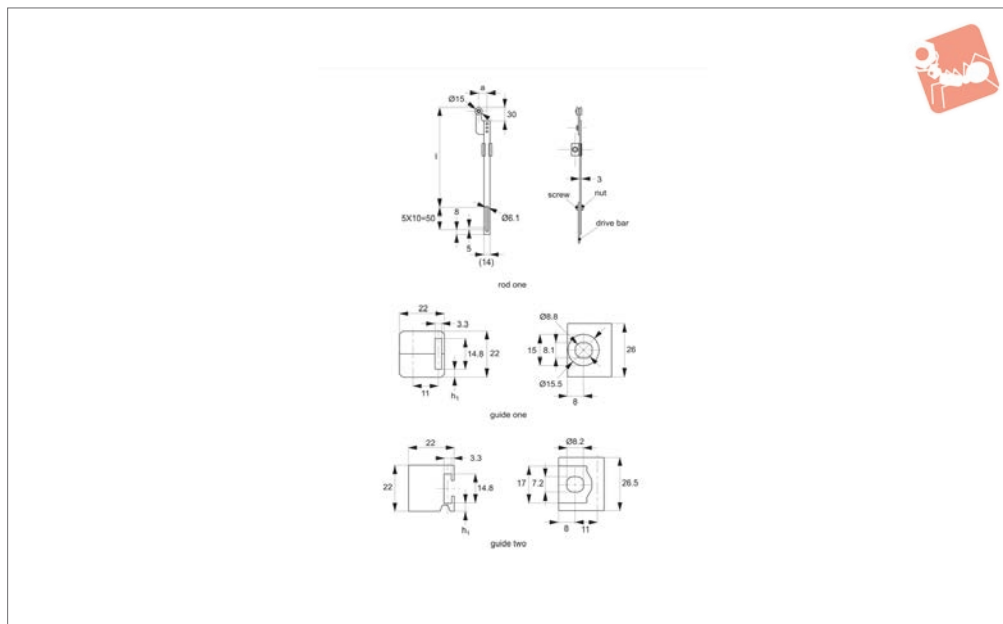 a
Ø15
30
l
3
screw
nut
8
5X10=50
Ø6.1
drive bar
5
(14)
rod one
22
3.3
14.8
22
11
h1
Ø8.8
15
8.1
26
Ø15.5
8
guide one
22
3.3
22
14.8
h1
Ø8.2
17
7.2
26.5
8
11
guide two